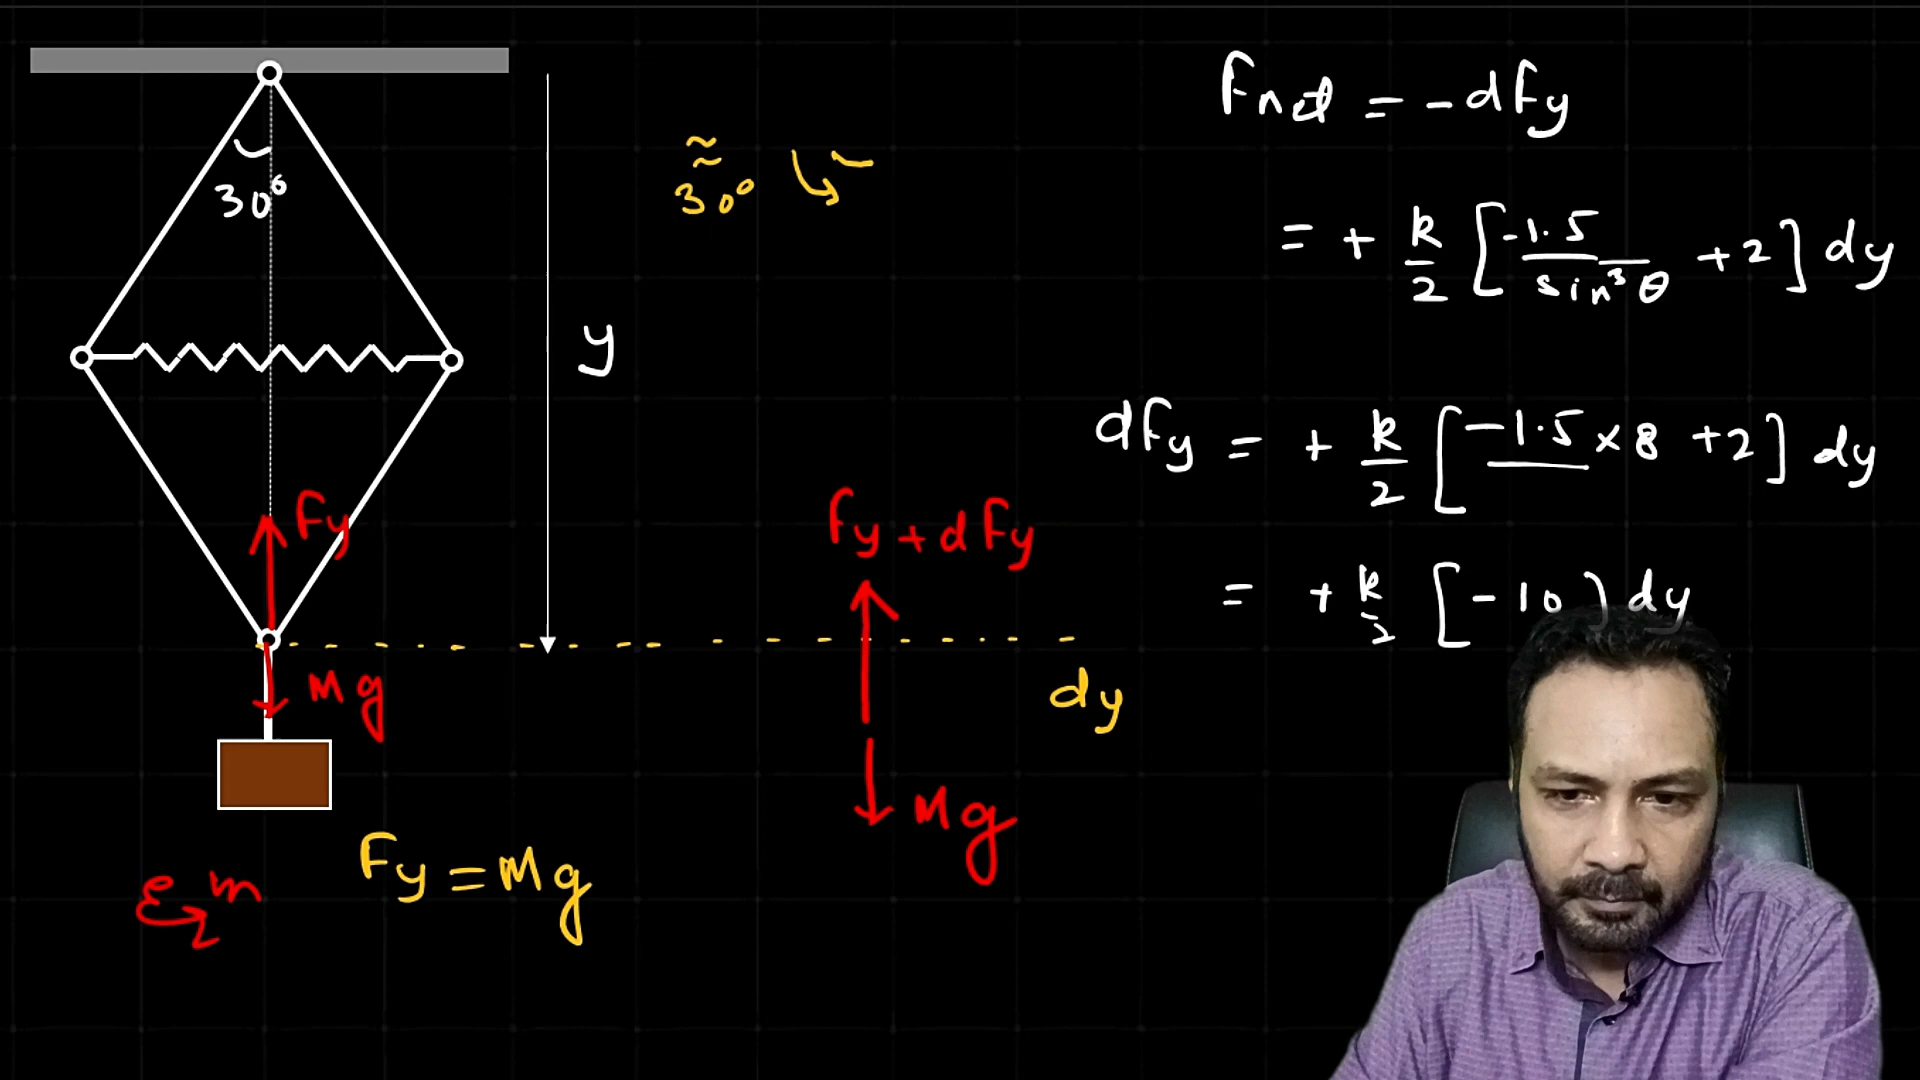 30°
y
Fy
Mg
Fy = Mg
30°
Fy + dFy
Mg
dy
Fnet = -dFy
= + k/2 [-1.5/sin³θ + 2] dy
dFy = + k/2 [-1.5 × 8 + 2] dy
= + k/2 [-10) dy